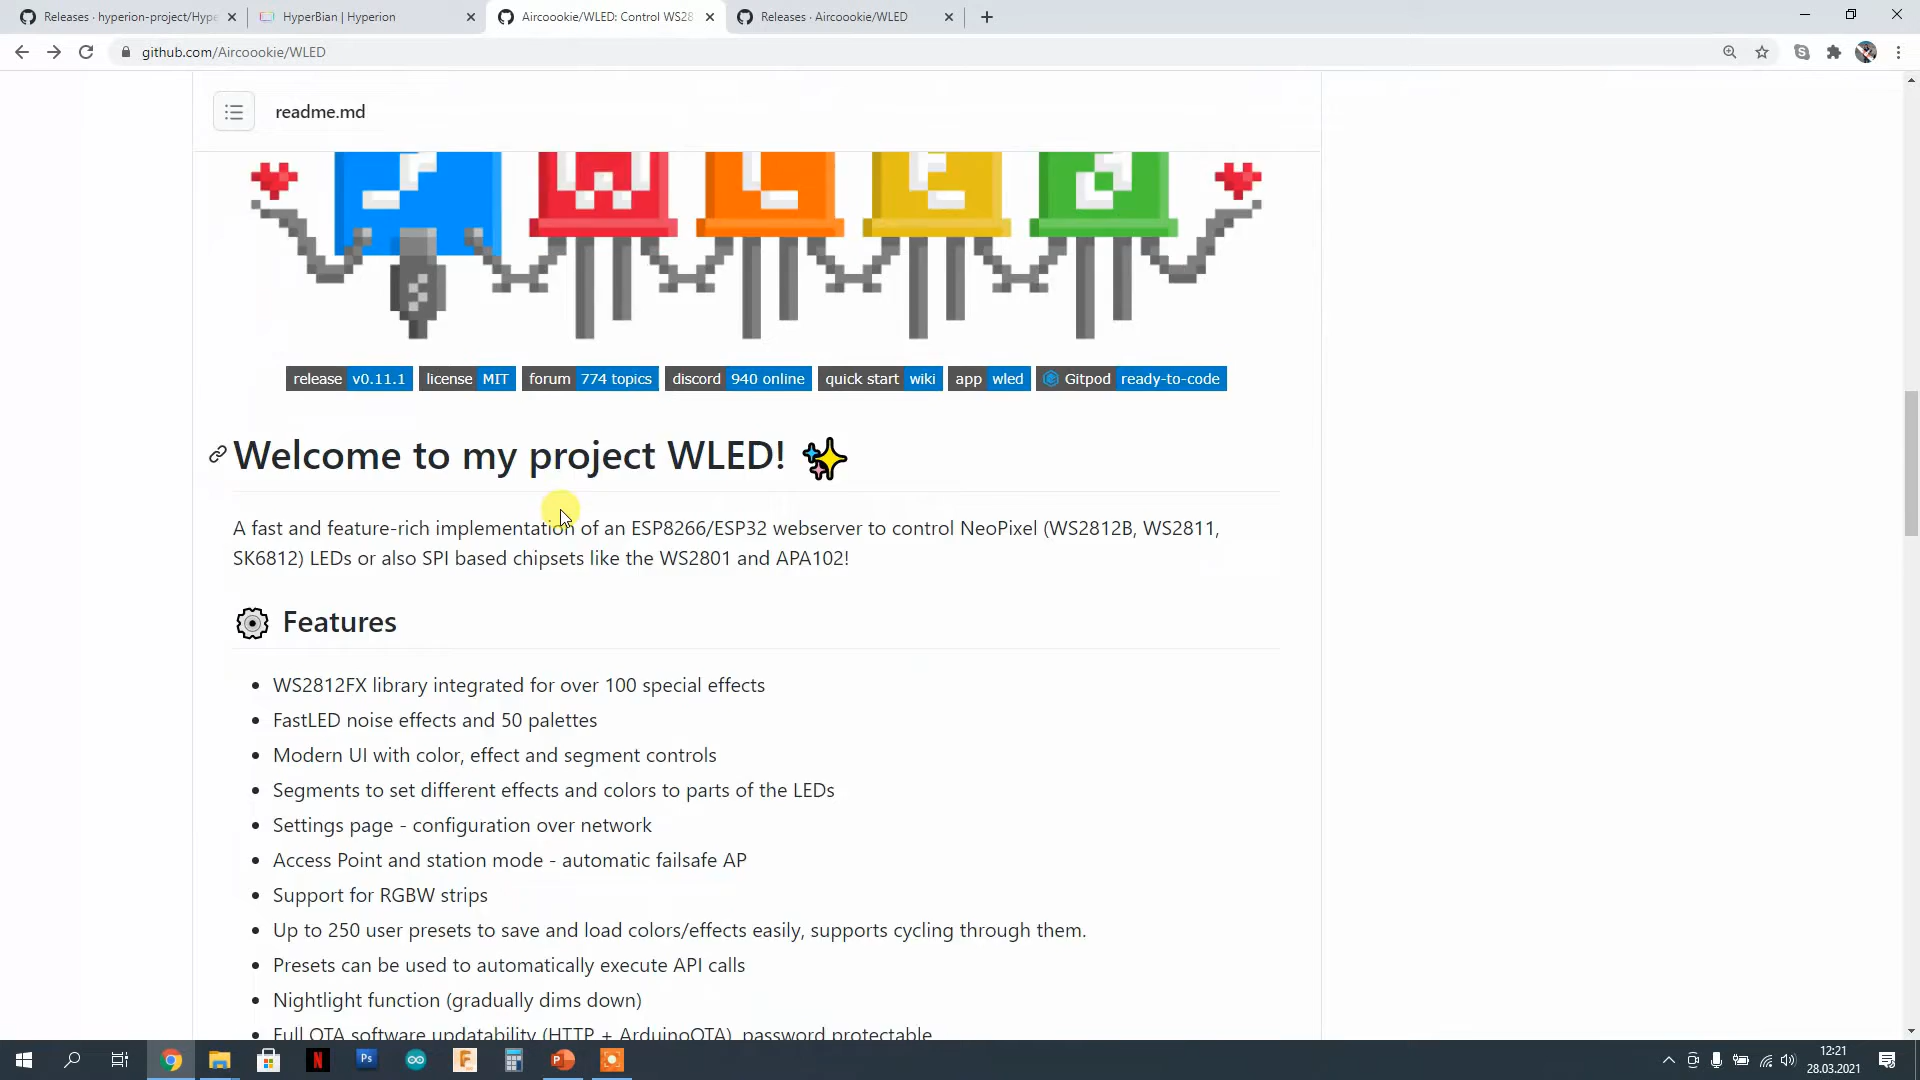 Releases · hyperion-project/Hype
HyperBian | Hyperion
Aircoookie/WLED: Control WS28
Releases · Aircoookie/WLED
github.com/Aircoookie/WLED
readme.md
W L E D
release v0.11.1 license MIT forum 774 topics discord 940 online quick start wiki app wled Gitpod ready-to-code
Welcome to my project WLED!
A fast and feature-rich implementation of an ESP8266/ESP32 webserver to control NeoPixel (WS2812B, WS2811,
SK6812) LEDs or also SPI based chipsets like the WS2801 and APA102!
Features
WS2812FX library integrated for over 100 special effects
FastLED noise effects and 50 palettes
Modern UI with color, effect and segment controls
Segments to set different effects and colors to parts of the LEDs
Settings page - configuration over network
Access Point and station mode - automatic failsafe AP
Support for RGBW strips
Up to 250 user presets to save and load colors/effects easily, supports cycling through them.
Presets can be used to automatically execute API calls
Nightlight function (gradually dims down)
Full OTA software updatability (HTTP + ArduinoOTA), password protectable
N
Ps
F
P
12:21
28.03.2021